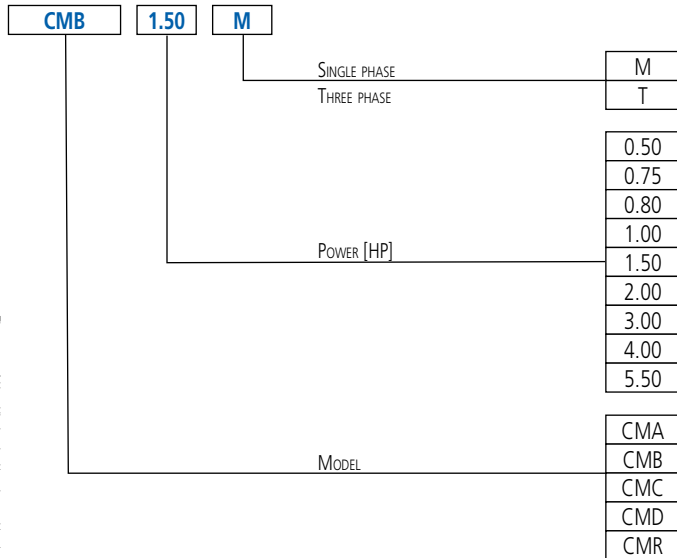 CMB 1.50 M
SINGLE PHASE M
THREE PHASE T
0.50
0.75
0.80
1.00
POWER [HP] 1.50
2.00
3.00
4.00
5.50
CMA
MODEL CMB
CMC
CMD
CMR